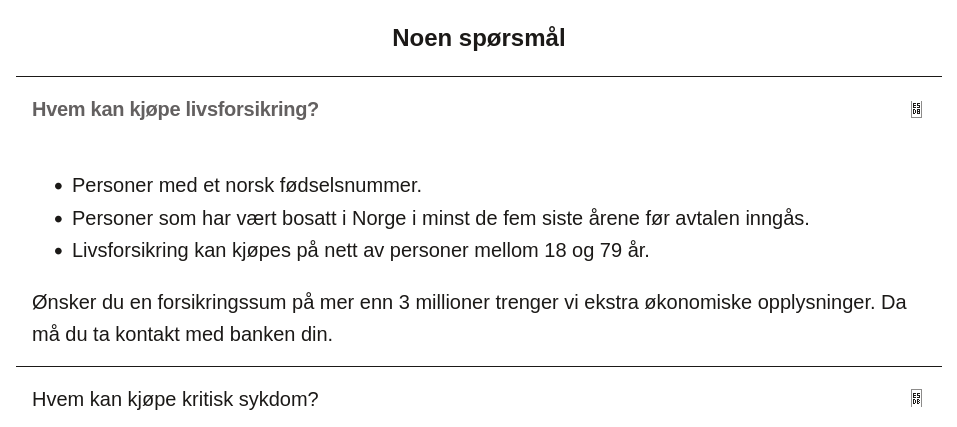 Noen spørsmål
Hvem kan kjøpe livsforsikring?
Personer med et norsk fødselsnummer.
Personer som har vært bosatt i Norge i minst de fem siste årene før avtalen inngås.
Livsforsikring kan kjøpes på nett av personer mellom 18 og 79 år.
Ønsker du en forsikringssum på mer enn 3 millioner trenger vi ekstra økonomiske opplysninger. Da
må du ta kontakt med banken din.
Hvem kan kjøpe kritisk sykdom?